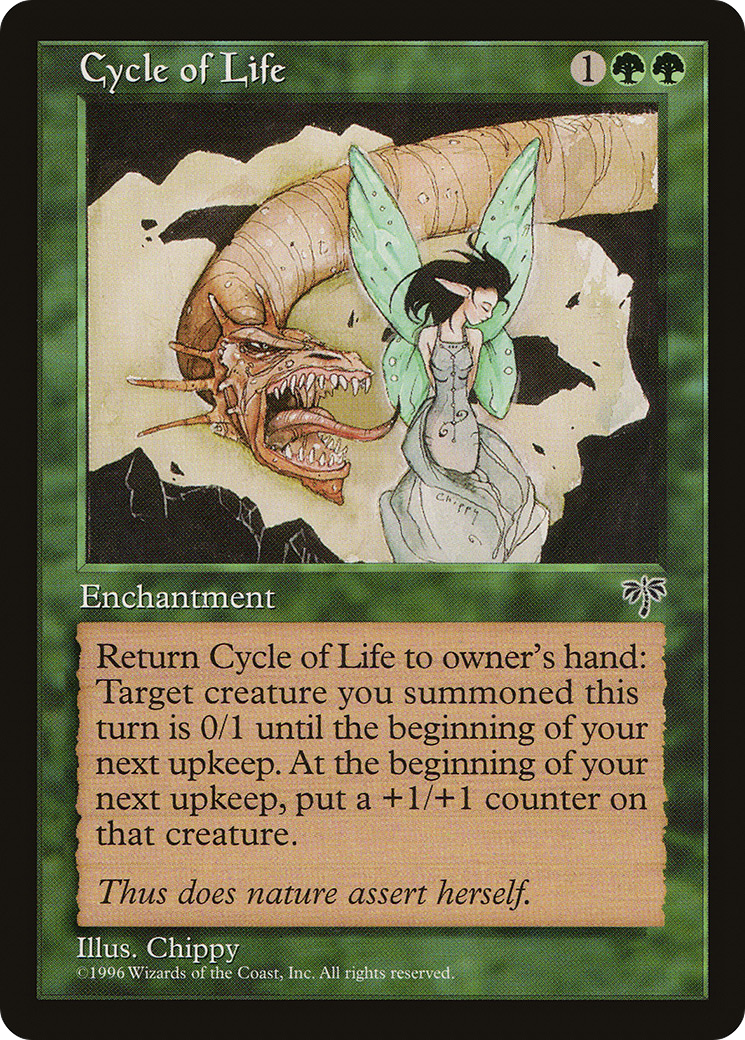 Cycle of Life
1
Chippy
Enchantment
Return Cycle of Life to owner's hand:
Target creature you summoned this
turn is 0/1 until the beginning of your
next upkeep. At the beginning of your
next upkeep, put a +1/+1 counter on
that creature.
Thus does nature assert herself.
Illus. Chippy
©1996 Wizards of the Coast, Inc. All rights reserved.